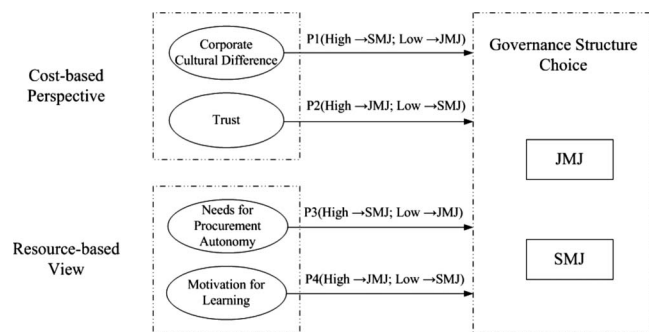 Cost-based
Perspective
Corporate
Cultural Difference
Trust
P1(High →SMJ; Low →JMJ)
P2(High →JMJ; Low →SMJ)
Resource-based
View
Needs for
Procurement
Autonomy
Motivation for
Learning
P3(High →SMJ; Low →JMJ)
P4(High →JMJ; Low →SMJ)
Governance Structure
Choice
JMJ
SMJ